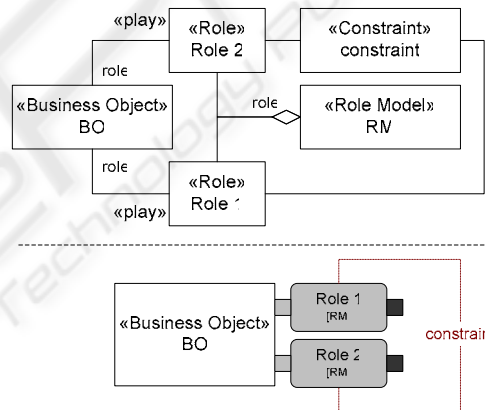 «play»
«Role»
Role 2
«Constraint»
constraint
role
«Business Object»
BO
role
«Role Model»
RM
role
«Role»
Role 1
«play»
Role 1
[RM
«Business Object»
BO
constrain
Role 2
[RM
Technology